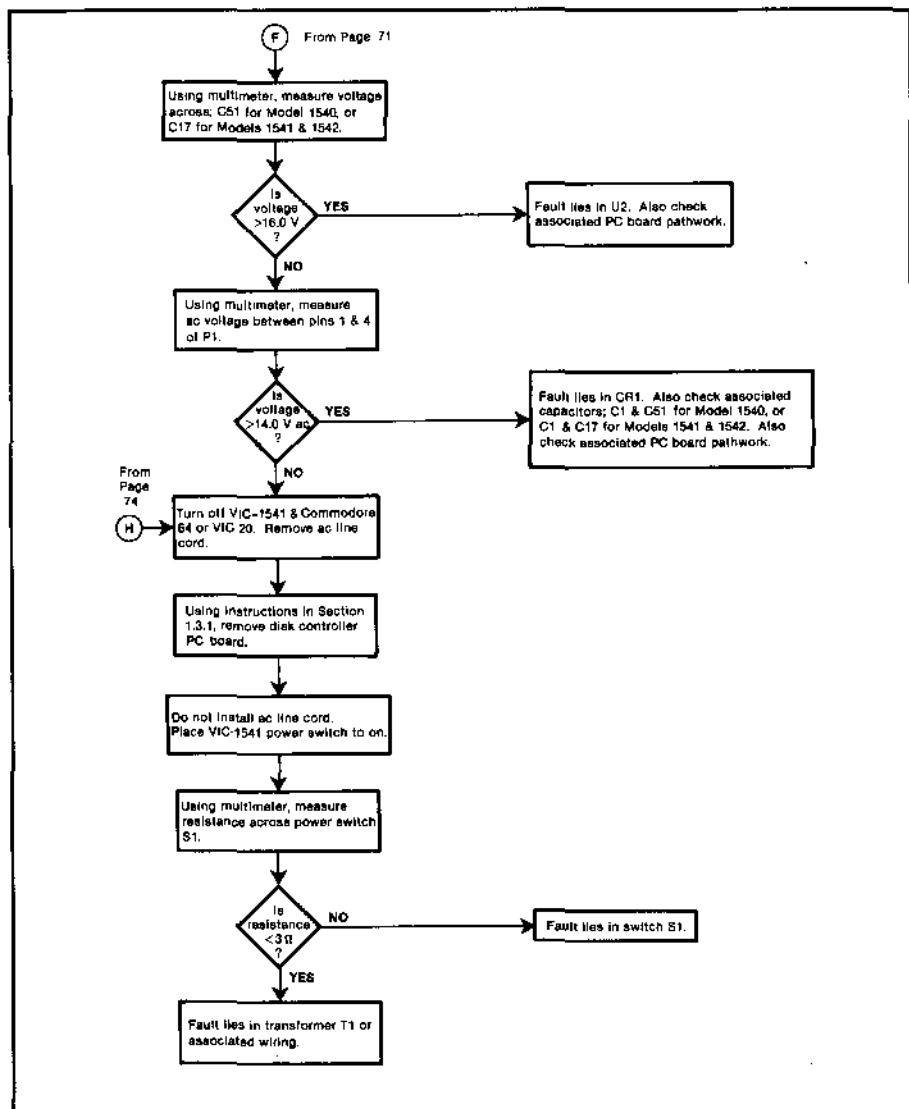 F From Page 71
Using multimeter, measure voltage
across; C51 for Model 1540, or
C17 for Models 1541 & 1542.
Is
voltage
>16.0 V
?
YES
Fault lies in U2. Also check
associated PC board pathwork.
NO
Using multimeter, measure
ac voltage between pins 1 & 4
of P1.
Is
voltage
>14.0 V ac
?
YES
Fault lies in CR1. Also check associated
capacitors; C1 & C51 for Model 1540, or
C1 & C17 for Models 1541 & 1542. Also
check associated PC board pathwork.
NO
From
Page
74
H
Turn off VIC-1541 & Commodore
64 or VIC 20. Remove ac line
cord.
Using instructions in Section
1.3.1, remove disk controller
PC board.
Do not install ac line cord.
Place VIC-1541 power switch to on.
Using multimeter, measure
resistance across power switch
S1.
Is
resistance
<3 Ω
?
NO
Fault lies in switch S1.
YES
Fault lies in transformer T1 or
associated wiring.